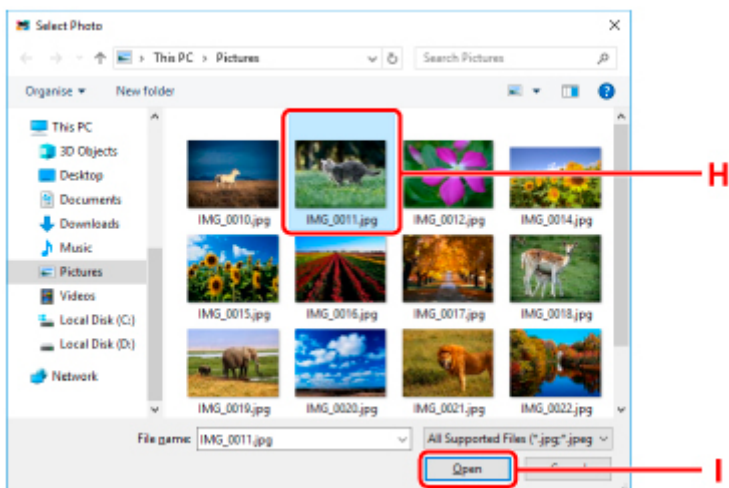 Select Photo
This PC > Pictures
Search Pictures
Organise
New folder
This PC
3D Objects
Desktop
Documents
Downloads
Music
Pictures
Videos
Local Disk (C:)
Local Disk (D:)
Network
IMG_0010.jpg
IMG_0011.jpg
IMG_0012.jpg
IMG_0014.jpg
IMG_0015.jpg
IMG_0016.jpg
IMG_0017.jpg
IMG_0018.jpg
IMG_0019.jpg
IMG_0020.jpg
IMG_0021.jpg
IMG_0022.jpg
H
File name: IMG_0011.jpg
All Supported Files (*.jpg;*.jpeg
Open
I